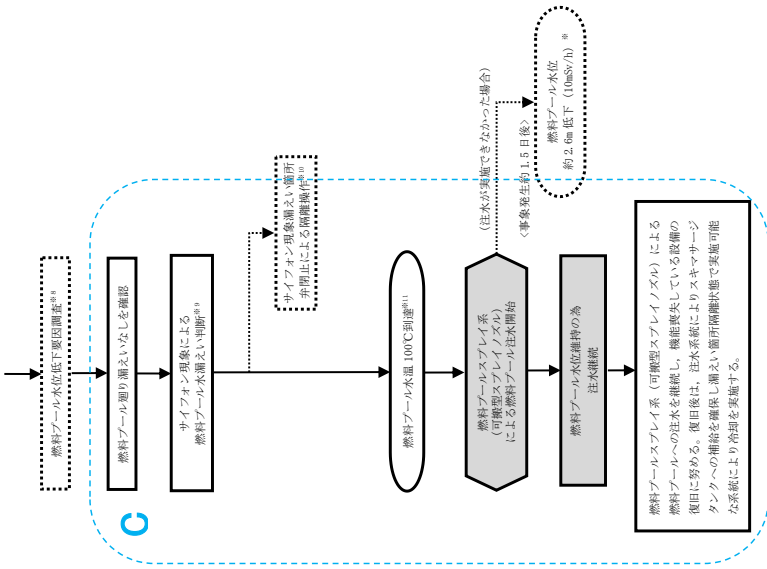 燃料プール水位低下要因調査※8
C
燃料プール廻り漏えいなしを確認
サイフォン現象による
燃料プール水漏えい判断※9
サイフォン現象漏えい箇所
弁閉止による隔離操作※10
燃料プール水温 100℃到達※11
燃料プールスプレイ系
(可搬型スプレイノズル)
による燃料プール注水開始
(注水が実施できなかった場合)
<事象発生約 1.5 日後>
燃料プール水位
約 2.6m 低下 (10mSv/h) ※
燃料プール水位維持の為
注水継続
燃料プールスプレイ系 (可搬型スプレイノズル) による
燃料プールへの注水を継続し、機能喪失している設備の
復旧に努める。復旧後は、注水系統によりスキマサージ
タンクへの補給を確保し漏えい箇所隔離状態で実施可能
な系統により冷却を実施する。